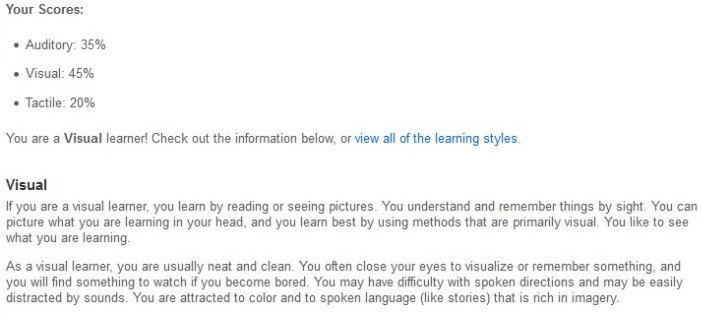 Your Scores:
• Auditory: 35%
• Visual: 45%
• Tactile: 20%
You are a Visual learner! Check out the information below, or view all of the learning styles.
Visual
If you are a visual learner, you learn by reading or seeing pictures. You understand and remember things by sight. You can
picture what you are learning in your head, and you learn best by using methods that are primarily visual. You like to see
what you are learning.
As a visual learner, you are usually neat and clean. You often close your eyes to visualize or remember something, and
you will find something to watch if you become bored. You may have difficulty with spoken directions and may be easily
distracted by sounds. You are attracted to color and to spoken language (like stories) that is rich in imagery.